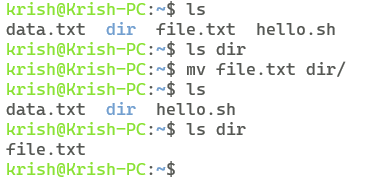 krish@Krish-PC:~$ ls
data.txt  dir  file.txt  hello.sh
krish@Krish-PC:~$ ls dir
krish@Krish-PC:~$ mv file.txt dir/
krish@Krish-PC:~$ ls
data.txt  dir  hello.sh
krish@Krish-PC:~$ ls dir
file.txt
krish@Krish-PC:~$